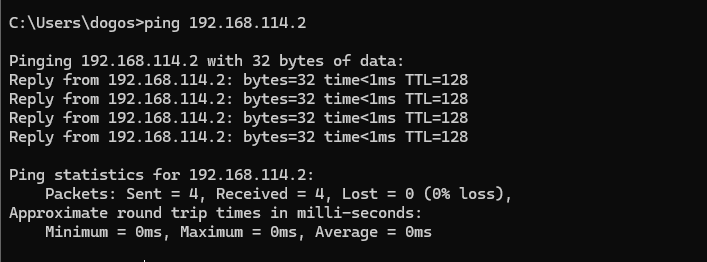 C:\Users\dogos>ping 192.168.114.2
Pinging 192.168.114.2 with 32 bytes of data:
Reply from 192.168.114.2: bytes=32 time<1ms TTL=128
Reply from 192.168.114.2: bytes=32 time<1ms TTL=128
Reply from 192.168.114.2: bytes=32 time<1ms TTL=128
Reply from 192.168.114.2: bytes=32 time<1ms TTL=128
Ping statistics for 192.168.114.2:
    Packets: Sent = 4, Received = 4, Lost = 0 (0% loss),
Approximate round trip times in milli-seconds:
    Minimum = 0ms, Maximum = 0ms, Average = 0ms